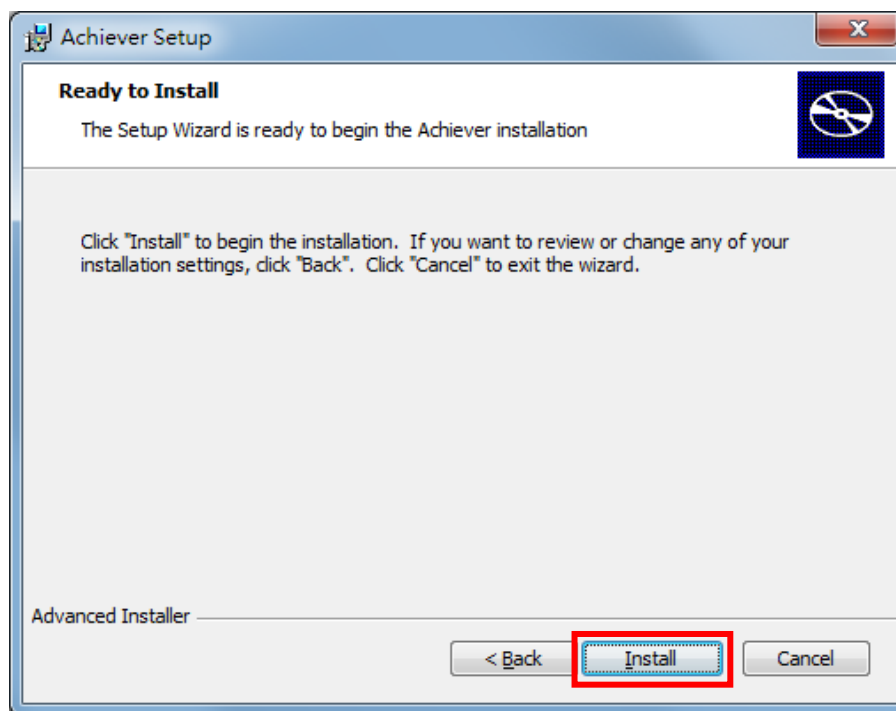 Achiever Setup
Ready to Install
The Setup Wizard is ready to begin the Achiever installation
Click "Install" to begin the installation.  If you want to review or change any of your
installation settings, click "Back".  Click "Cancel" to exit the wizard.
Advanced Installer
< Back Install Cancel